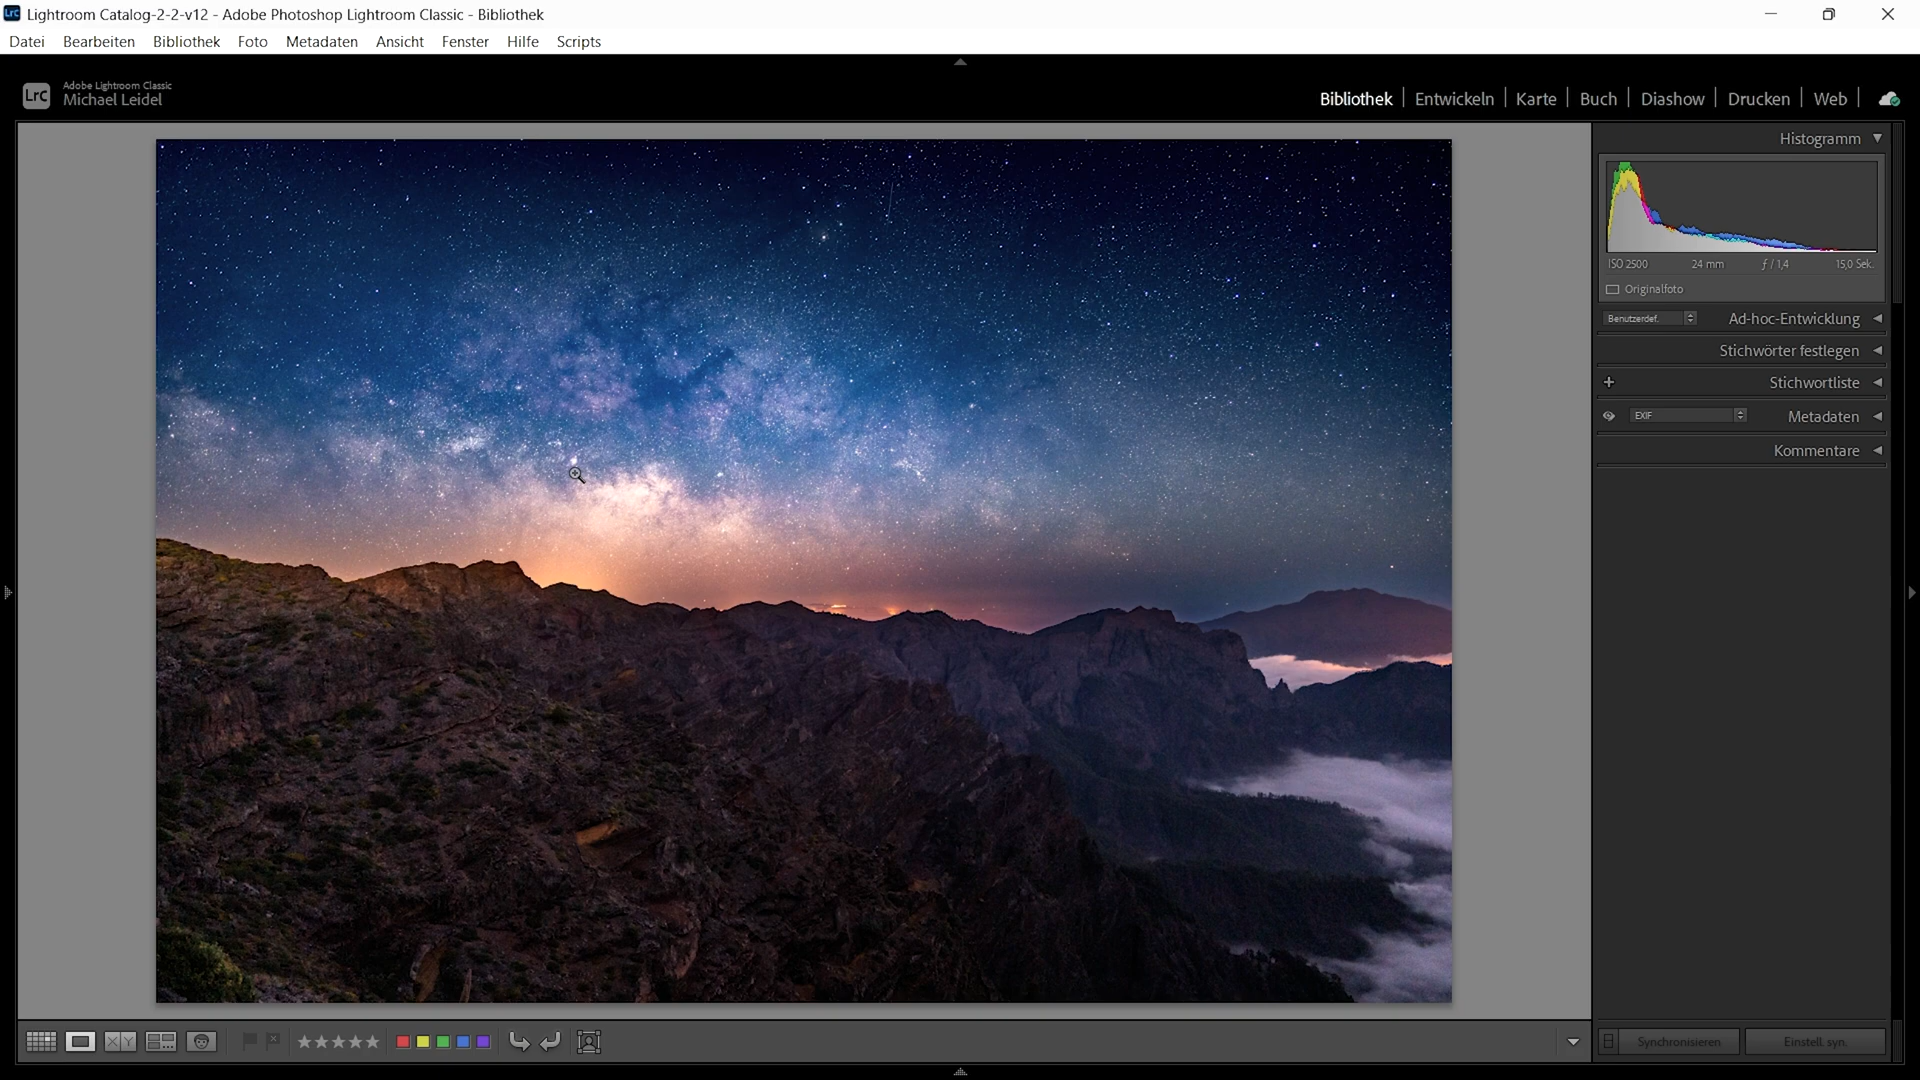 Lightroom Catalog-2-2-v12 - Adobe Photoshop Lightroom Classic - Bibliothek
Datei Bearbeiten Bibliothek Foto Metadaten Ansicht Fenster Hilfe Scripts
LrC Adobe Lightroom Classic
Michael Leidel
Bibliothek | Entwickeln | Karte | Buch | Diashow | Drucken | Web |
Histogramm
ISO 2500 24 mm ƒ / 1,4 15,0 Sek.
Originalfoto
Benutzerdef. Ad-hoc-Entwicklung
Stichwörter festlegen
Stichwortliste
EXIF Metadaten
Kommentare
X Y
Synchronisieren Einstell. syn.